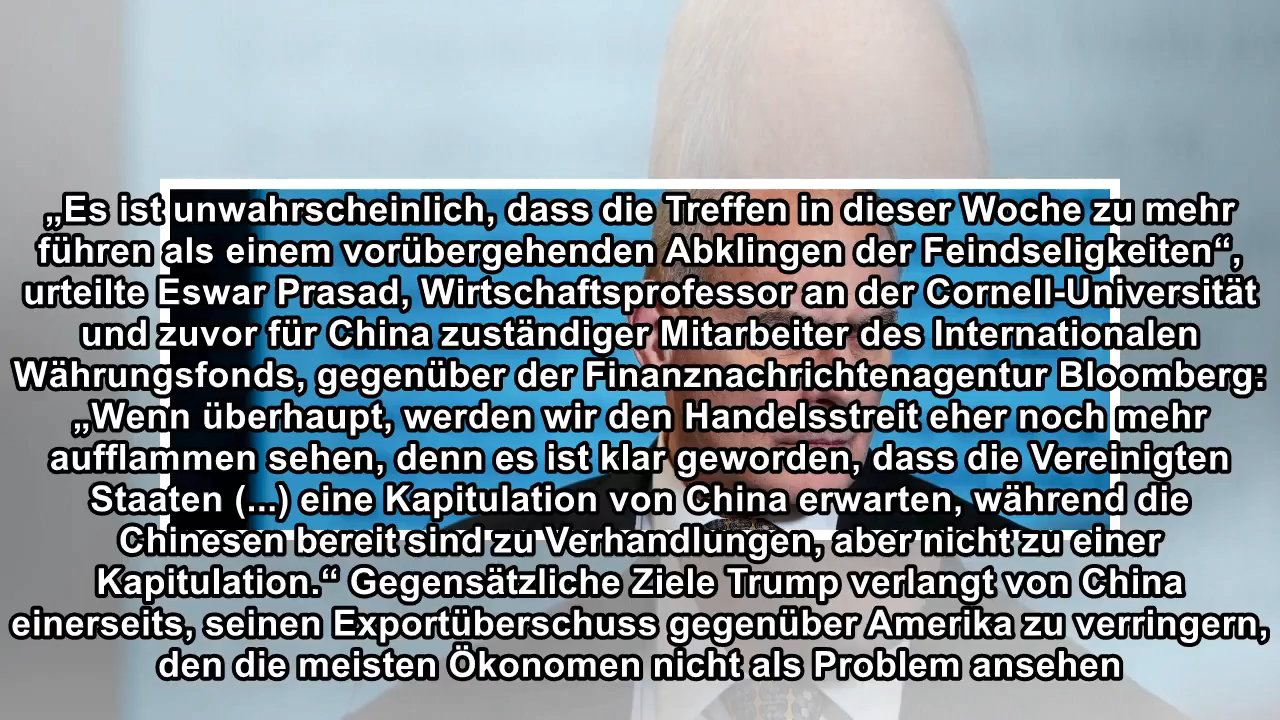 „Es ist unwahrscheinlich, dass die Treffen in dieser Woche zu mehr
führen als einem vorübergehenden Abklingen der Feindseligkeiten“,
urteilte Eswar Prasad, Wirtschaftsprofessor an der Cornell-Universität
und zuvor für China zuständiger Mitarbeiter des Internationalen
Währungsfonds, gegenüber der Finanznachrichtenagentur Bloomberg:
„Wenn überhaupt, werden wir den Handelsstreit eher noch mehr
aufflammen sehen, denn es ist klar geworden, dass die Vereinigten
Staaten (...) eine Kapitulation von China erwarten, während die
Chinesen bereit sind zu Verhandlungen, aber nicht zu einer
Kapitulation.“ Gegensätzliche Ziele Trump verlangt von China
einerseits, seinen Exportüberschuss gegenüber Amerika zu verringern,
den die meisten Ökonomen nicht als Problem ansehen